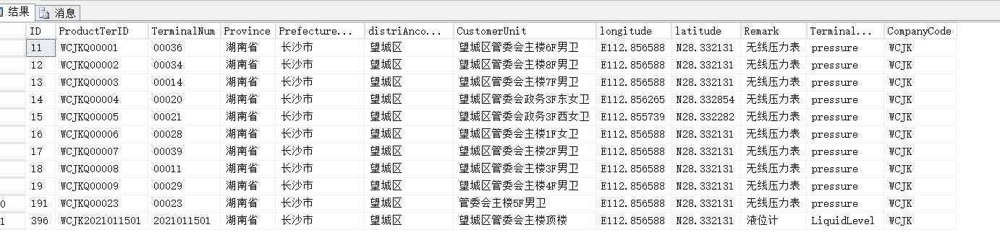 结果 消息
ID ProductTerID TerminalNum Province Prefecture... distriAnco... CustomerUnit longitude latitude Remark Terminal... CompanyCode
11 WCJKQ00001 00036 湖南省 长沙市 望城区 望城区管委会主楼6F男卫 E112.856588 N28.332131 无线压力表 pressure WCJK
12 WCJKQ00002 00034 湖南省 长沙市 望城区 望城区管委会主楼8F男卫 E112.856588 N28.332131 无线压力表 pressure WCJK
13 WCJKQ00003 00014 湖南省 长沙市 望城区 望城区管委会主楼7F男卫 E112.856588 N28.332131 无线压力表 pressure WCJK
14 WCJKQ00004 00020 湖南省 长沙市 望城区 望城区管委会政务3F东女卫 E112.856265 N28.332854 无线压力表 pressure WCJK
15 WCJKQ00005 00021 湖南省 长沙市 望城区 望城区管委会政务3F西女卫 E112.855739 N28.332282 无线压力表 pressure WCJK
16 WCJKQ00006 00028 湖南省 长沙市 望城区 望城区管委会主楼1F女卫 E112.856588 N28.332131 无线压力表 pressure WCJK
17 WCJKQ00007 00039 湖南省 长沙市 望城区 望城区管委会主楼2F男卫 E112.856588 N28.332131 无线压力表 pressure WCJK
18 WCJKQ00008 00011 湖南省 长沙市 望城区 望城区管委会主楼3F男卫 E112.856588 N28.332131 无线压力表 pressure WCJK
19 WCJKQ00009 00029 湖南省 长沙市 望城区 望城区管委会主楼4F男卫 E112.856588 N28.332131 无线压力表 pressure WCJK
0 191 WCJKQ00023 00023 湖南省 长沙市 望城区 管委会主楼5F男卫 E112.856588 N28.332131 无线压力表 pressure WCJK
1 396 WCJK2021011501 2021011501 湖南省 长沙市 望城区 望城区管委会主楼顶楼 E112.856588 N28.332131 液位计 LiquidLevel WCJK